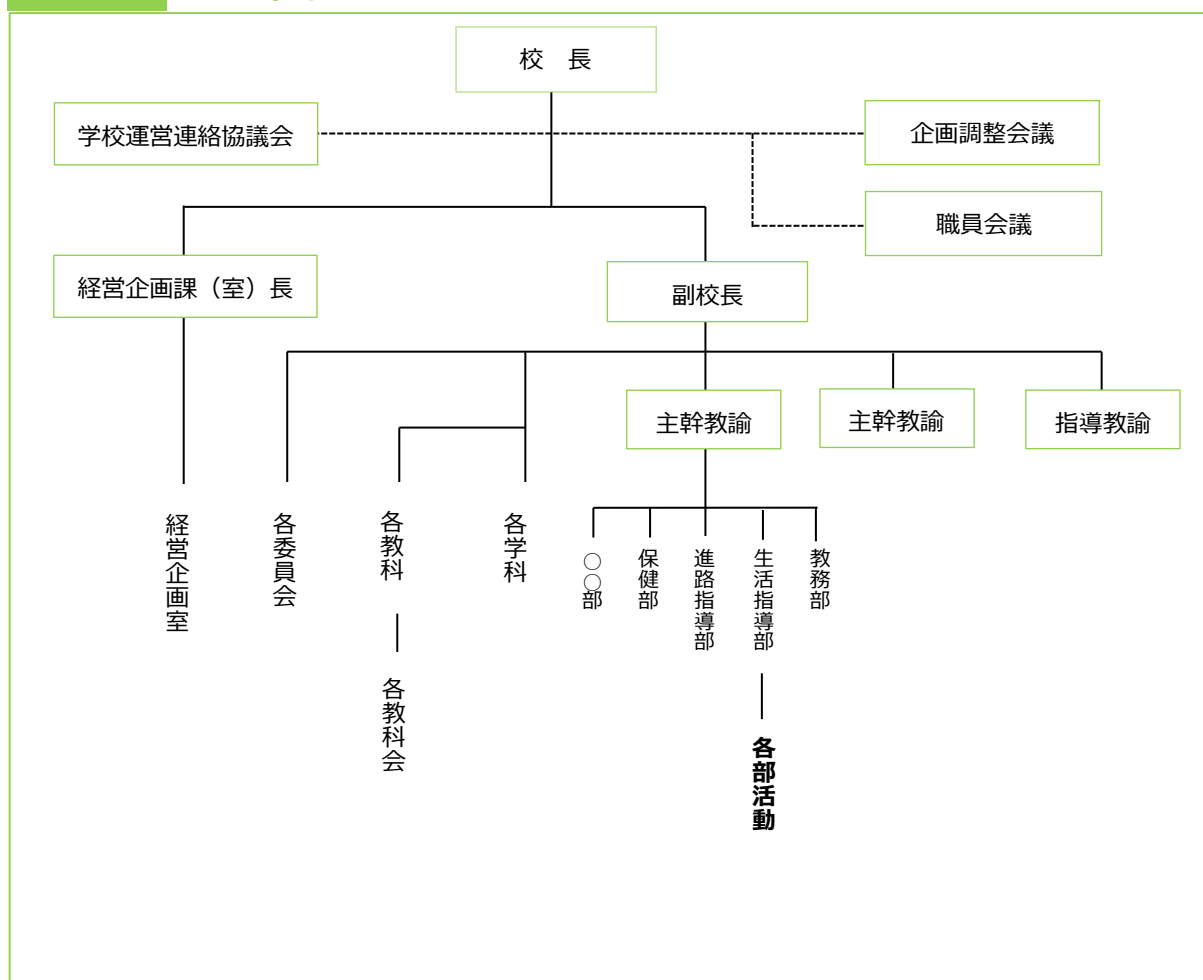 校　長
学校運営連絡協議会
企画調整会議
職員会議
経営企画課（室）長
副校長
主幹教諭
主幹教諭
指導教諭
経営企画室
各委員会
各教科
各学科
〇〇部
保健部
進路指導部
生活指導部
教務部
各教科会
各部活動